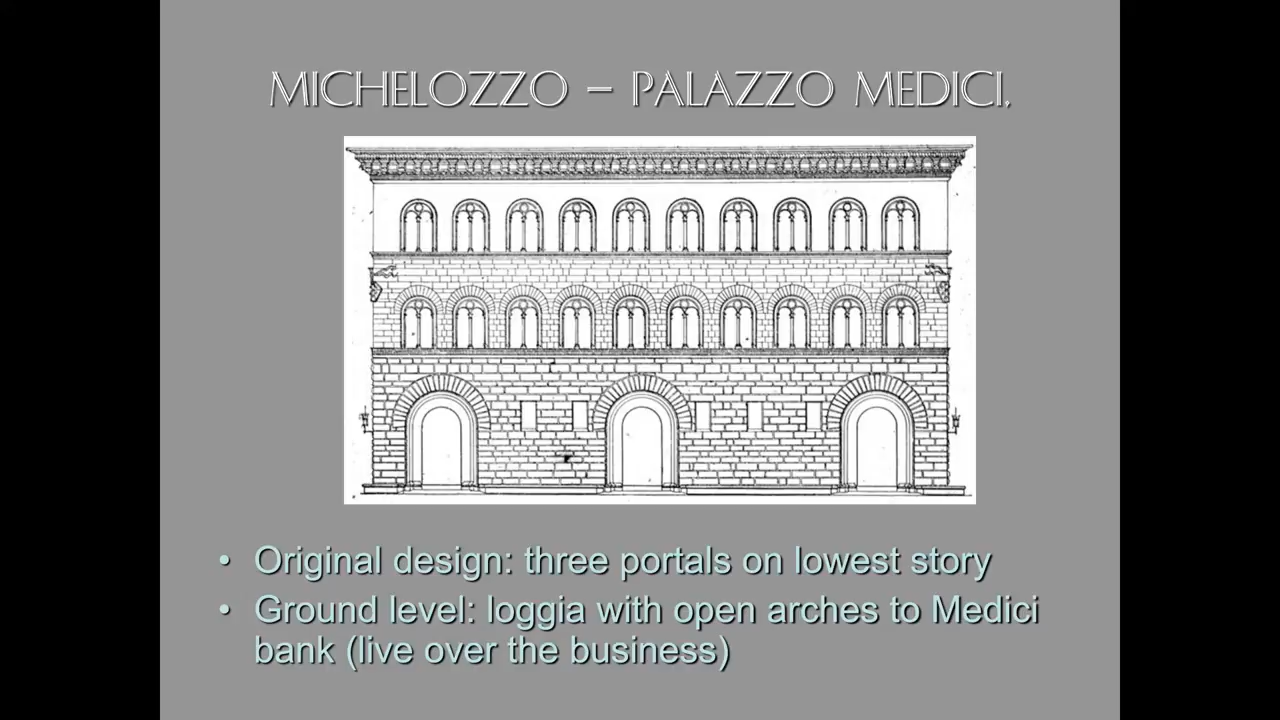 MICHELOZZO – PALAZZO MEDICI.
• Original design: three portals on lowest story
• Ground level: loggia with open arches to Medici
bank (live over the business)